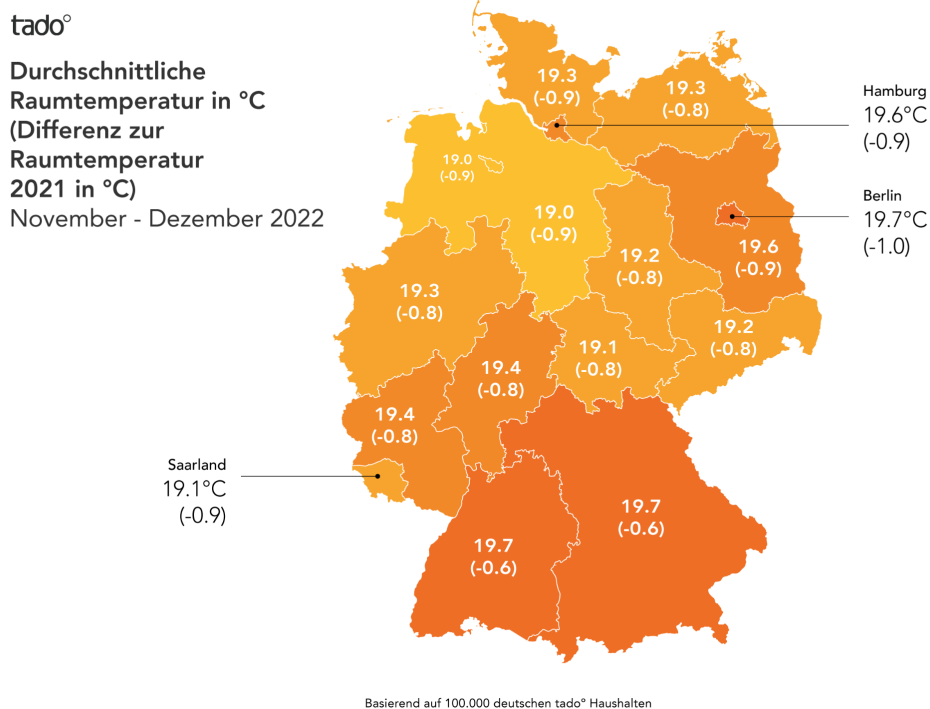 tado°
Durchschnittliche
Raumtemperatur in °C
(Differenz zur
Raumtemperatur
2021 in °C)
November - Dezember 2022
19.3
(-0.9)
19.3
(-0.8)
Hamburg
19.6°C
(-0.9)
19.0
(-0.9)
Berlin
19.7°C
(-1.0)
19.0
(-0.9)
19.6
(-0.9)
19.2
(-0.8)
19.3
(-0.8)
19.2
(-0.8)
19.1
(-0.8)
19.4
(-0.8)
19.4
(-0.8)
Saarland
19.1°C
(-0.9)
19.7
(-0.6)
19.7
(-0.6)
Basierend auf 100.000 deutschen tado° Haushalten